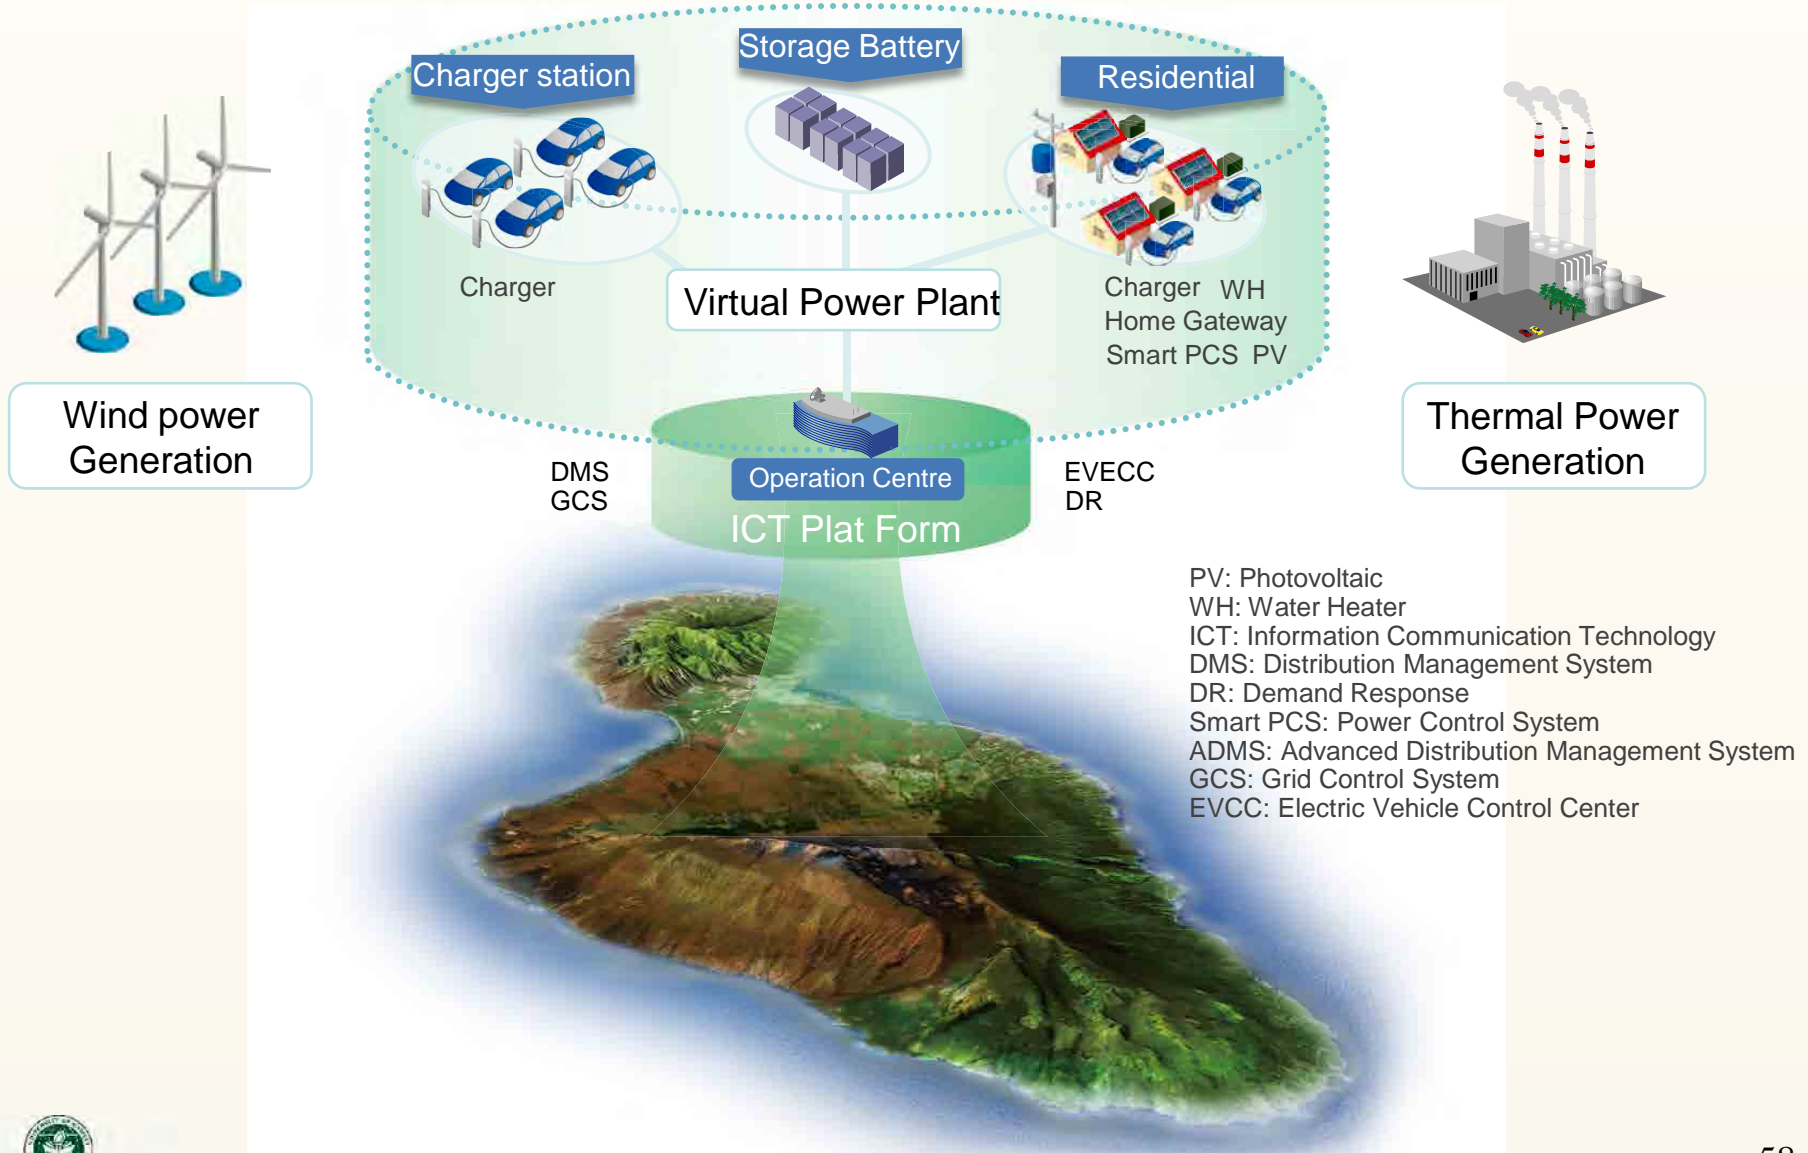 Storage Battery
Charger station
Residential
Charger
Virtual Power Plant
Charger WH
Home Gateway
Smart PCS PV
Wind power
Generation
Thermal Power
Generation
DMS
GCS
Operation Centre
ICT Plat Form
EVECC
DR
PV: Photovoltaic
WH: Water Heater
ICT: Information Communication Technology
DMS: Distribution Management System
DR: Demand Response
Smart PCS: Power Control System
ADMS: Advanced Distribution Management System
GCS: Grid Control System
EVCC: Electric Vehicle Control Center